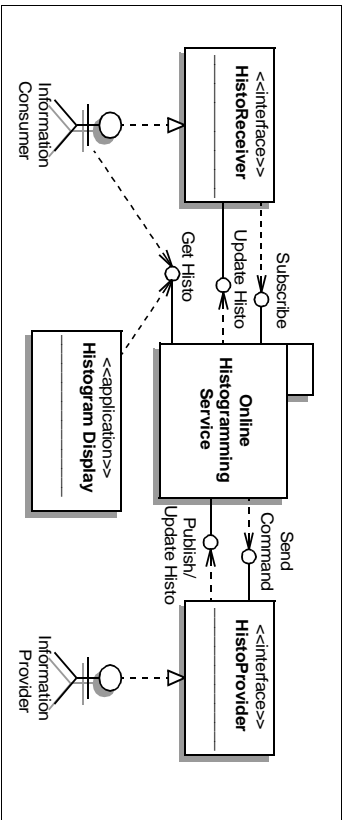 <<interface>>
HistoReceiver
Subscribe
Update Histo
Get Histo
Information
Consumer
Online
Histogramming
Service
<<application>>
Histogram Display
Send
Command
Publish/
Update Histo
<<interface>>
HistoProvider
Information
Provider